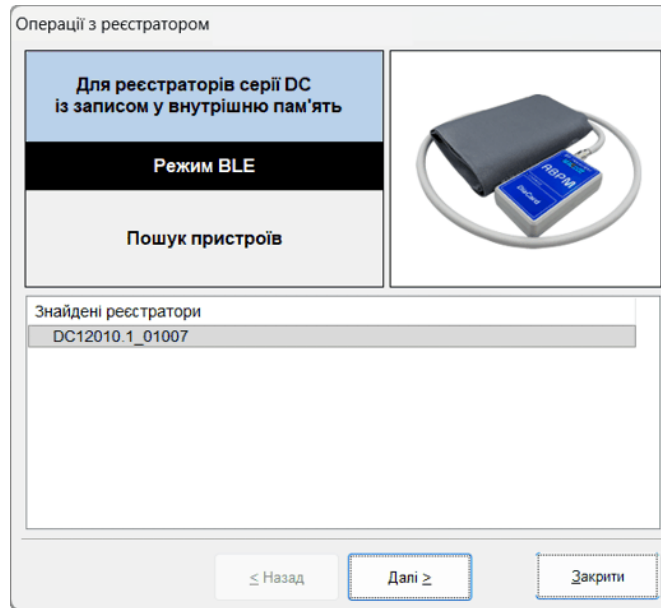 Операції з реєстратором
Для реєстраторів серії DC
із записом у внутрішню пам'ять
Режим BLE
Пошук пристроїв
ABPM
DiaCard
Знайдені реєстратори
DC12010.1_01007
< Назад
Далі >
Закрити